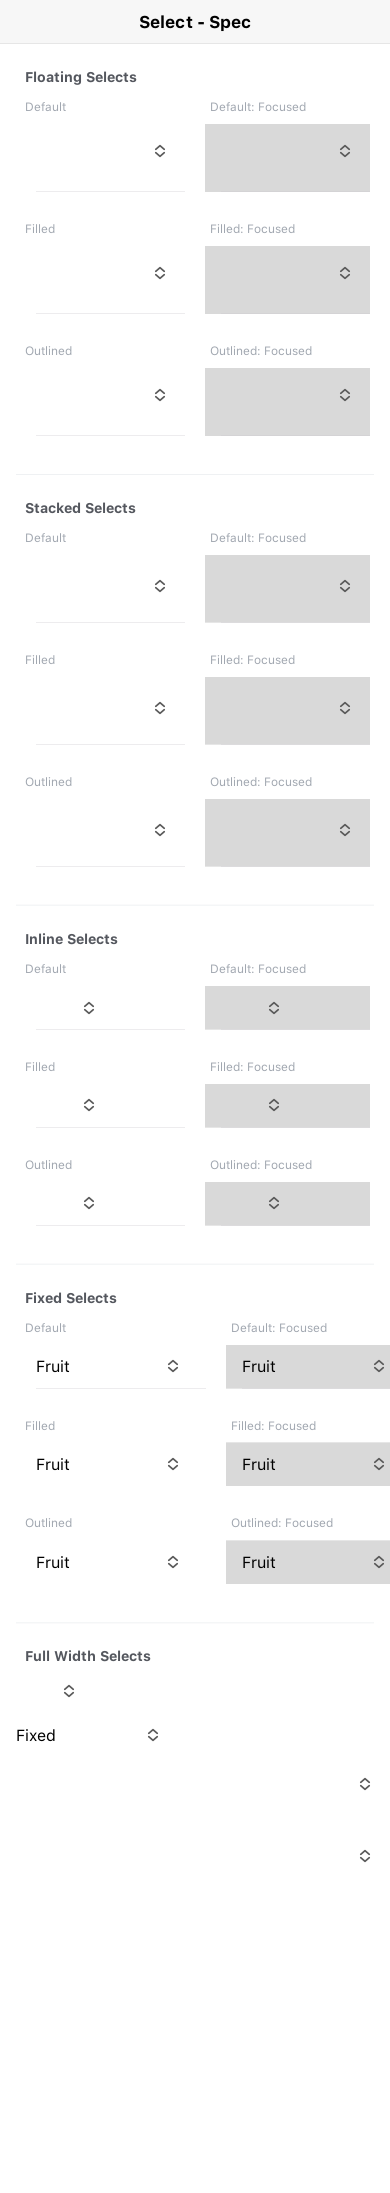 Select - Spec
Floating Selects
Default Default: Focused
Filled Filled: Focused
Outlined Outlined: Focused
Stacked Selects
Default Default: Focused
Filled Filled: Focused
Outlined Outlined: Focused
Inline Selects
Default Default: Focused
Filled Filled: Focused
Outlined Outlined: Focused
Fixed Selects
Default Default: Focused
Fruit Fruit
Filled Filled: Focused
Fruit Fruit
Outlined Outlined: Focused
Fruit Fruit
Full Width Selects
Fixed